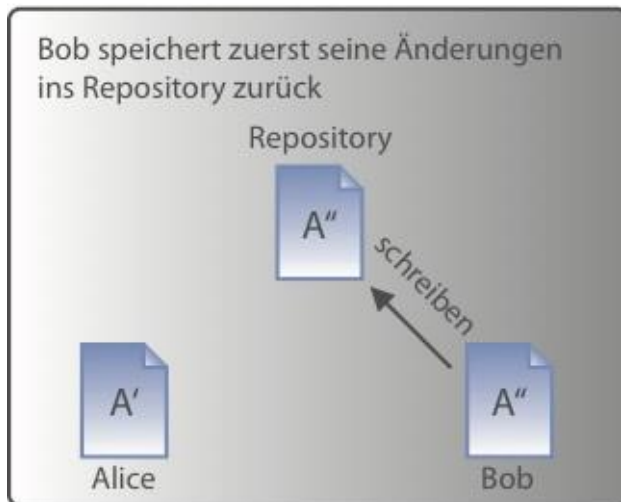 Bob speichert zuerst seine Änderungen
ins Repository zurück
Repository
A“
schreiben
A‘
A“
Alice
Bob